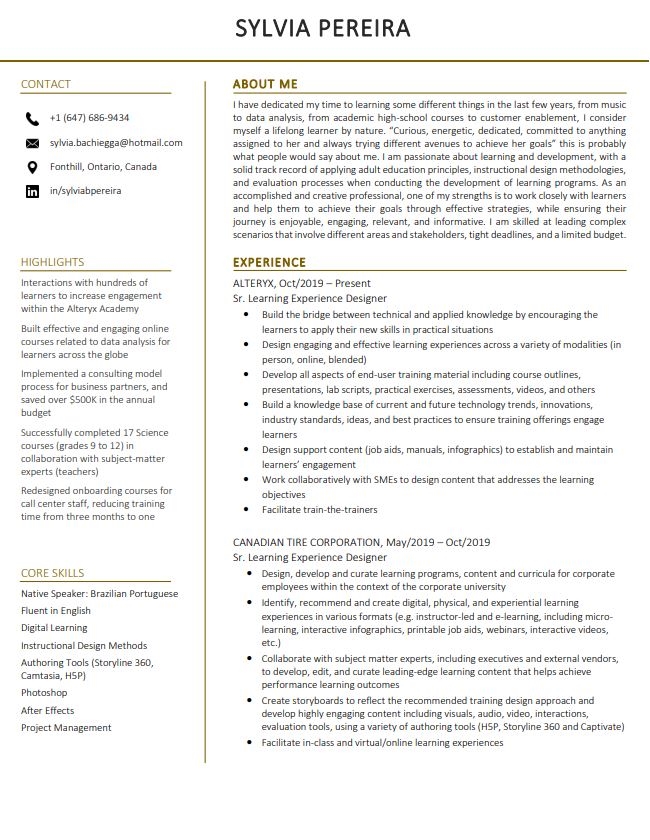 SYLVIA PEREIRA
CONTACT
+1 (647) 686-9434
sylvia.bachiegga@hotmail.com
Fonthill, Ontario, Canada
in/sylviabpereira
HIGHLIGHTS
Interactions with hundreds of
learners to increase engagement
within the Alteryx Academy
Built effective and engaging online
courses related to data analysis for
learners across the globe
Implemented a consulting model
process for business partners, and
saved over $500K in the annual
budget
Successfully completed 17 Science
courses (grades 9 to 12) in
collaboration with subject-matter
experts (teachers)
Redesigned onboarding courses for
call center staff, reducing training
time from three months to one
CORE SKILLS
Native Speaker: Brazilian Portuguese
Fluent in English
Digital Learning
Instructional Design Methods
Authoring Tools (Storyline 360,
Camtasia, H5P)
Photoshop
After Effects
Project Management
ABOUT ME
I have dedicated my time to learning some different things in the last few years, from music
to data analysis, from academic high-school courses to customer enablement, I consider
myself a lifelong learner by nature. “Curious, energetic, dedicated, committed to anything
assigned to her and always trying different avenues to achieve her goals” this is probably
what people would say about me. I am passionate about learning and development, with a
solid track record of applying adult education principles, instructional design methodologies,
and evaluation processes when conducting the development of learning programs. As an
accomplished and creative professional, one of my strengths is to work closely with learners
and help them to achieve their goals through effective strategies, while ensuring their
journey is enjoyable, engaging, relevant, and informative. I am skilled at leading complex
scenarios that involve different areas and stakeholders, tight deadlines, and a limited budget.
EXPERIENCE
ALTERYX, Oct/2019 – Present
Sr. Learning Experience Designer
• Build the bridge between technical and applied knowledge by encouraging the
learners to apply their new skills in practical situations
• Design engaging and effective learning experiences across a variety of modalities (in
person, online, blended)
• Develop all aspects of end-user training material including course outlines,
presentations, lab scripts, practical exercises, assessments, videos, and others
• Build a knowledge base of current and future technology trends, innovations,
industry standards, ideas, and best practices to ensure training offerings engage
learners
• Design support content (job aids, manuals, infographics) to establish and maintain
learners’ engagement
• Work collaboratively with SMEs to design content that addresses the learning
objectives
• Facilitate train-the-trainers
CANADIAN TIRE CORPORATION, May/2019 – Oct/2019
Sr. Learning Experience Designer
• Design, develop and curate learning programs, content and curricula for corporate
employees within the context of the corporate university
• Identify, recommend and create digital, physical, and experiential learning
experiences in various formats (e.g. instructor-led and e-learning, including micro-
learning, interactive infographics, printable job aids, webinars, interactive videos,
etc.)
• Collaborate with subject matter experts, including executives and external vendors,
to develop, edit, and curate leading-edge learning content that helps achieve
performance learning outcomes
• Create storyboards to reflect the recommended training design approach and
develop highly engaging content including visuals, audio, video, interactions,
evaluation tools, using a variety of authoring tools (H5P, Storyline 360 and Captivate)
• Facilitate in-class and virtual/online learning experiences